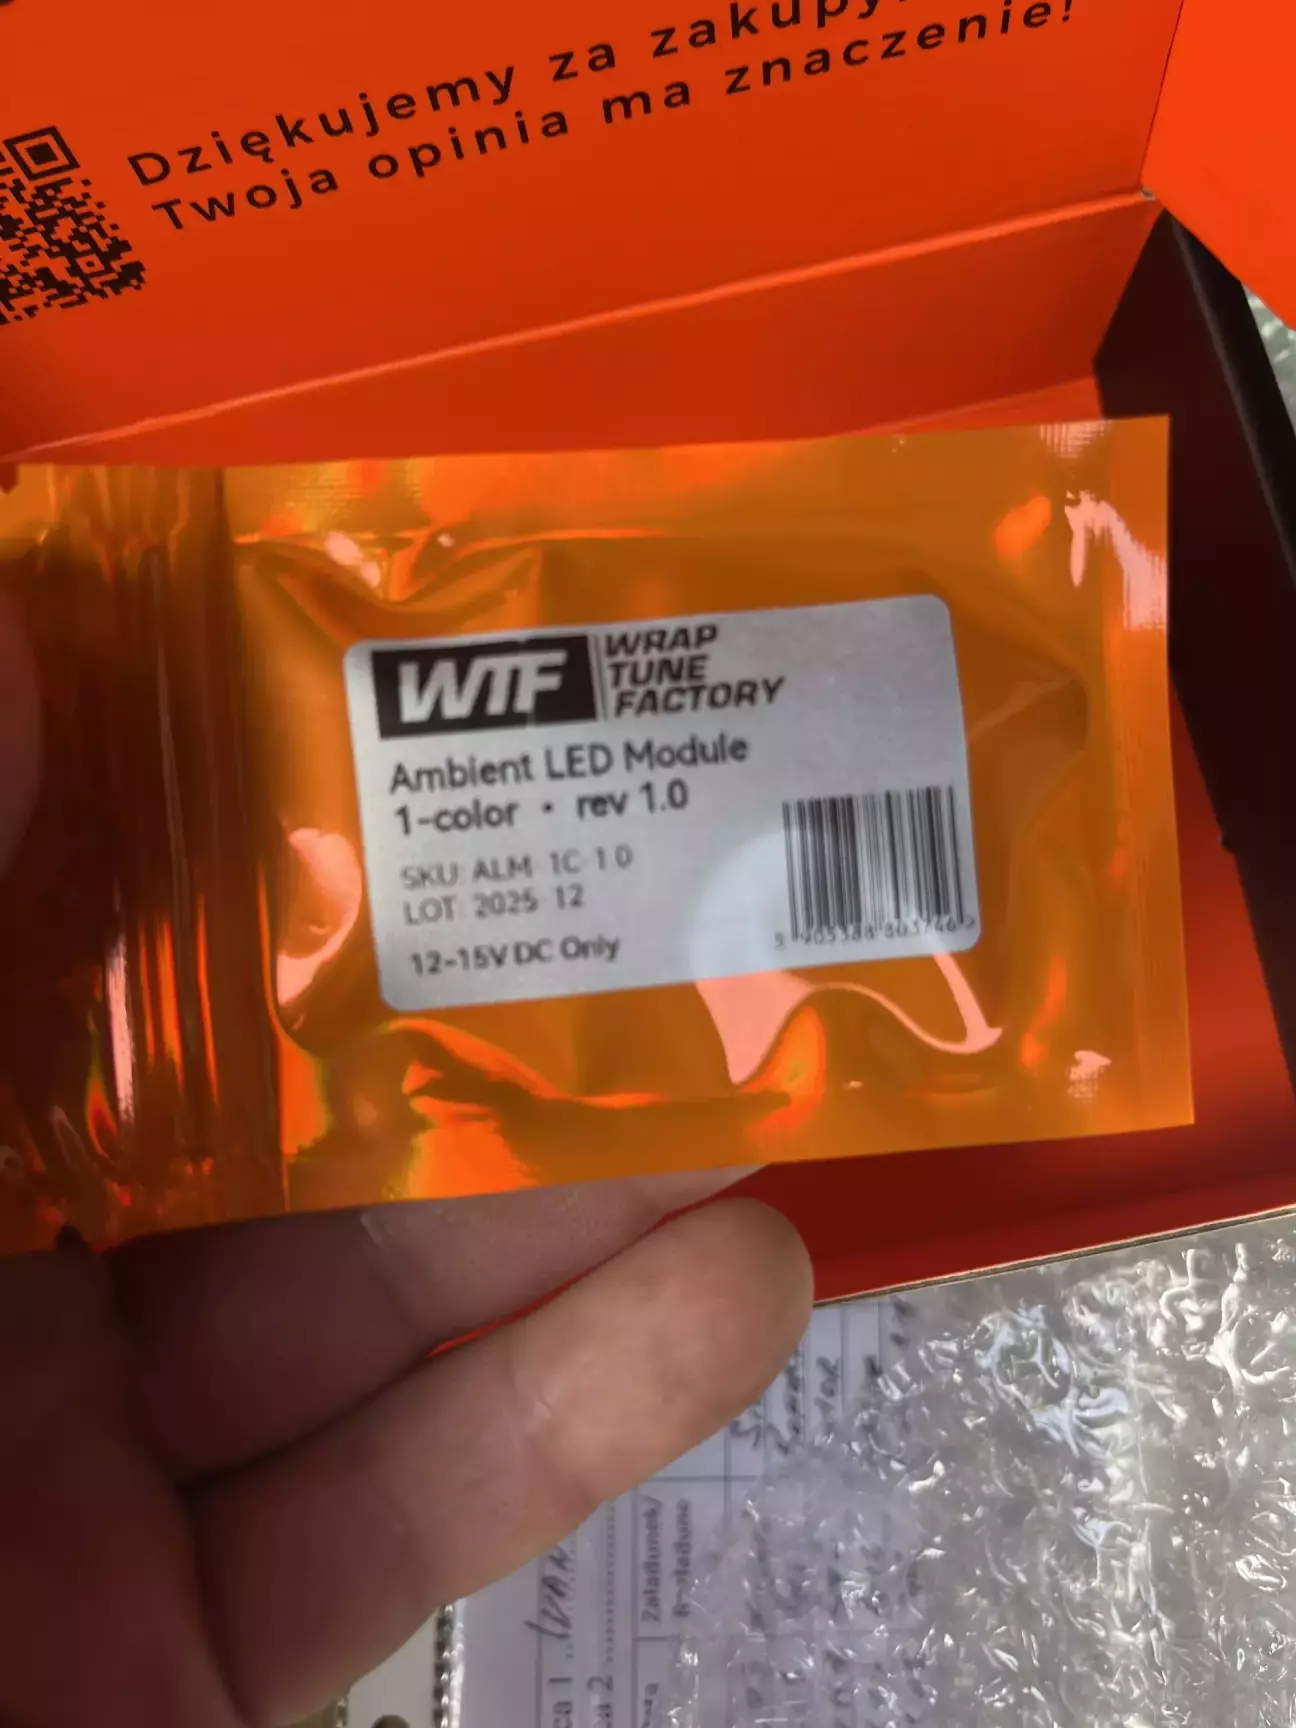 Dziękujemy za
Twoja opinia ma znaczenie!
WTF
WRAP
TUNE
FACTORY
Ambient LED Module
1-color • rev 1.0
SKU: ALM 1C 1.0
LOT: 2025 12
12-15V DC Only
Załadunek/